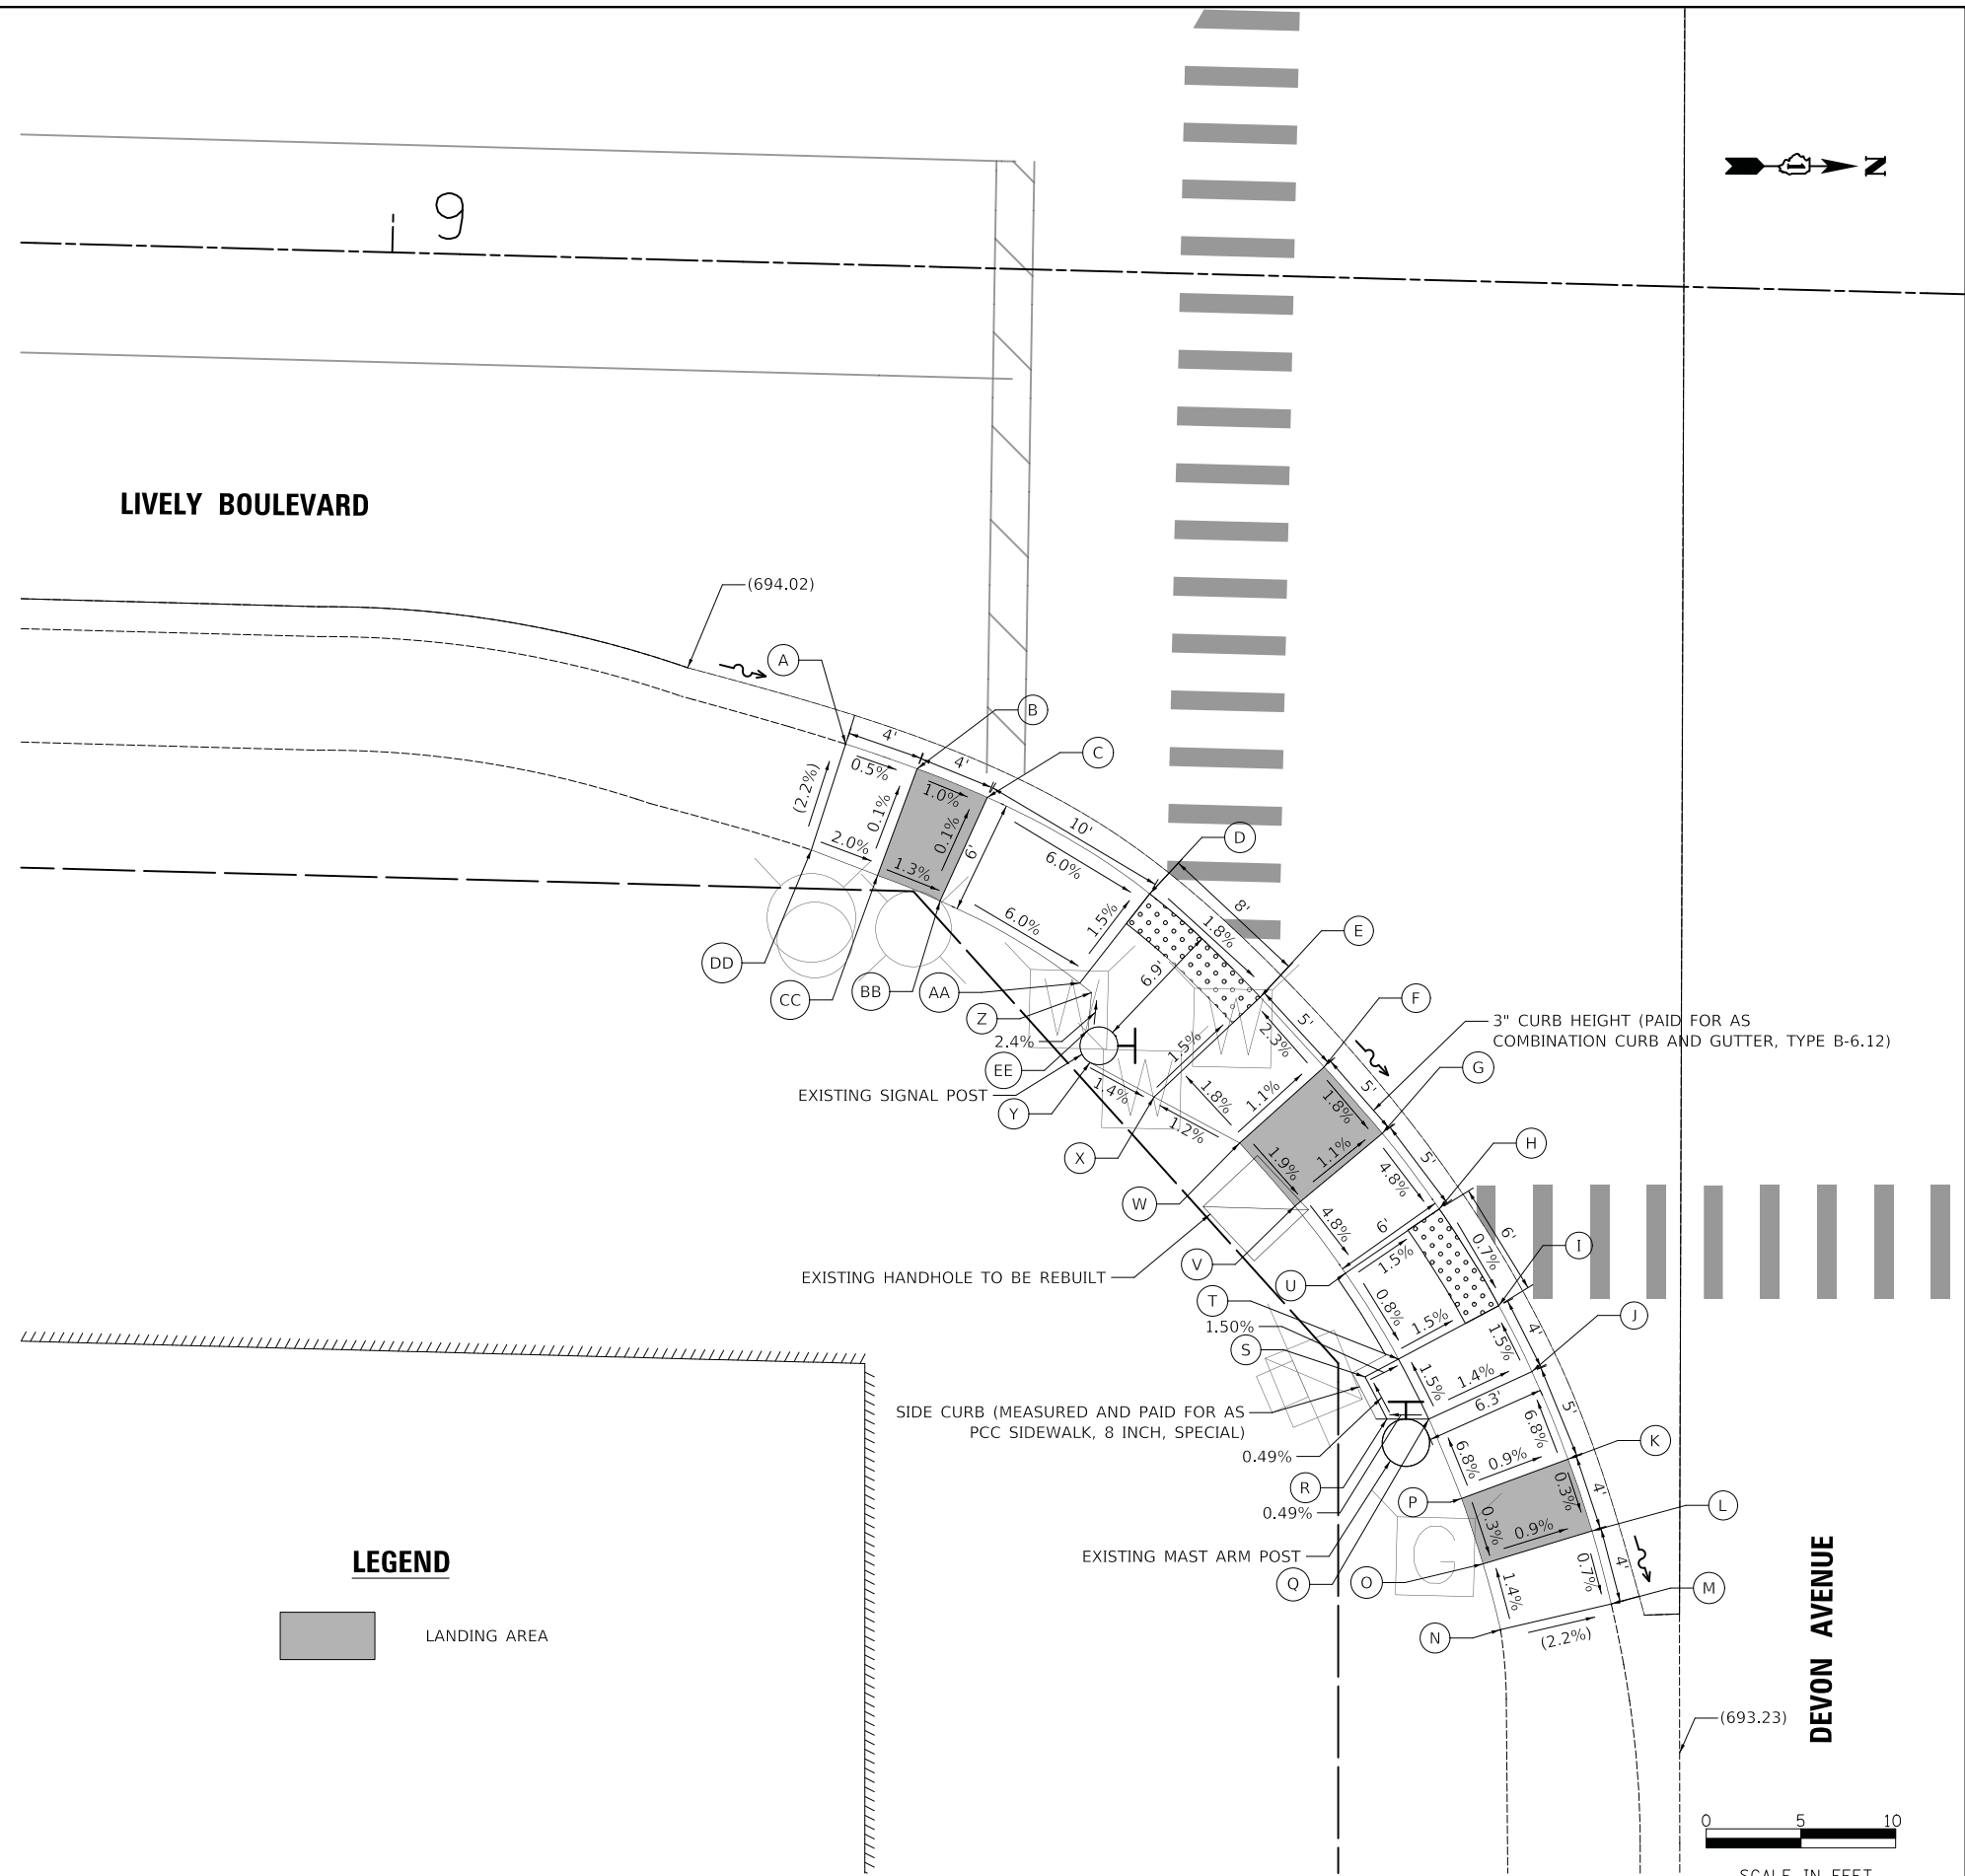 N
1
i 9
LIVELY BOULEVARD
(694.02)
A
B
C
4'
4'
10'
(2.2%)
0.5%
0.1%
1.0%
0.1%
6'
2.0%
1.3%
6.0%
6.0%
D
1.5%
1.8%
8'
E
6.9'
DD
CC
BB
AA
Z
2.4%
EE
EXISTING SIGNAL POST
Y
1.4%
1.5%
2.3%
5'
F
3" CURB HEIGHT (PAID FOR AS
COMBINATION CURB AND GUTTER, TYPE B-6.12)
1.8%
1.1%
1.2%
X
1.8%
5'
G
1.9%
1.1%
W
4.8%
5'
H
4.8%
6'
V
U
1.5%
0.7%
6'
I
EXISTING HANDHOLE TO BE REBUILT
T
1.50%
S
0.8%
1.5%
1.5%
4'
J
1.5%
1.4%
6.3'
SIDE CURB (MEASURED AND PAID FOR AS
PCC SIDEWALK, 8 INCH, SPECIAL)
0.49%
R
0.49%
6.8%
5'
K
6.8%
0.9%
P
0.3%
4'
L
0.3%
0.9%
EXISTING MAST ARM POST
Q
O
G
W
W
W
1.4%
0.7%
4'
M
N
(2.2%)
(693.23)
DEVON AVENUE
LEGEND
LANDING AREA
0 5 10
SCALE IN FEET